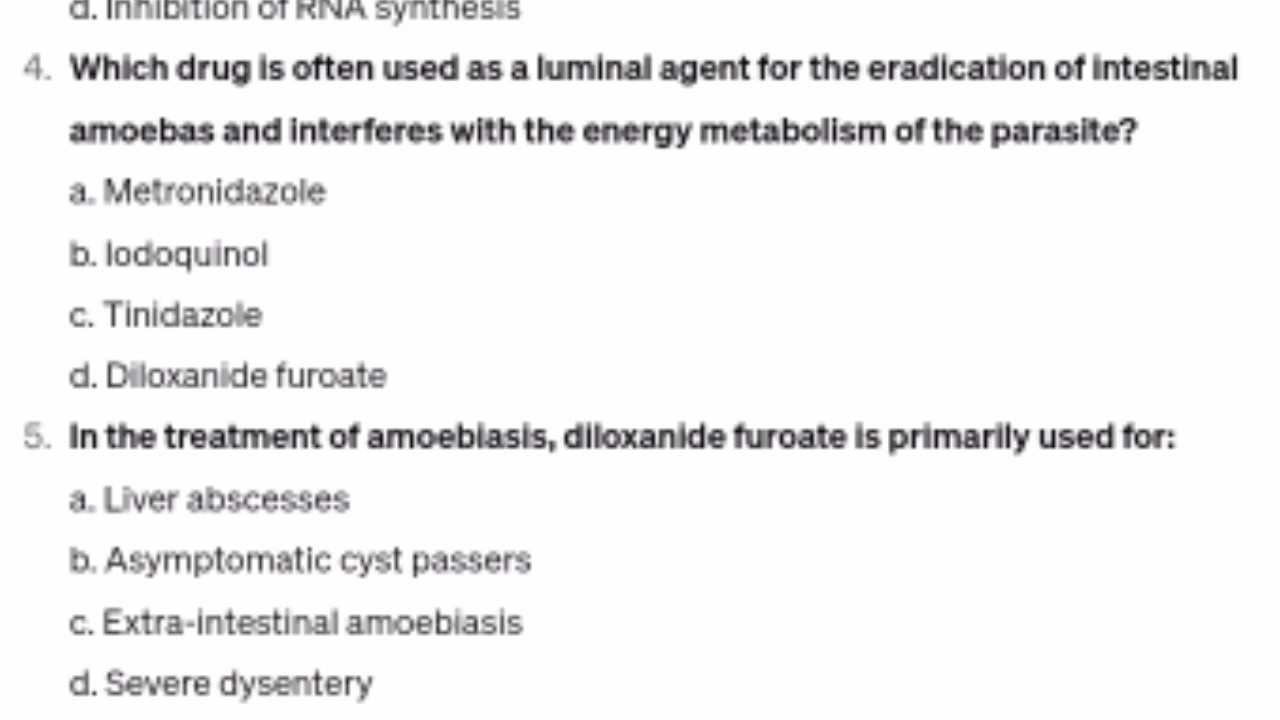 d. Inhibition of RNA synthesis
4. Which drug is often used as a luminal agent for the eradication of intestinal
amoebas and interferes with the energy metabolism of the parasite?
a. Metronidazole
b. Iodoquinol
c. Tinidazole
d. Diloxanide furoate
5. In the treatment of amoebiasis, diloxanide furoate is primarily used for:
a. Liver abscesses
b. Asymptomatic cyst passers
c. Extra-intestinal amoebiasis
d. Severe dysentery